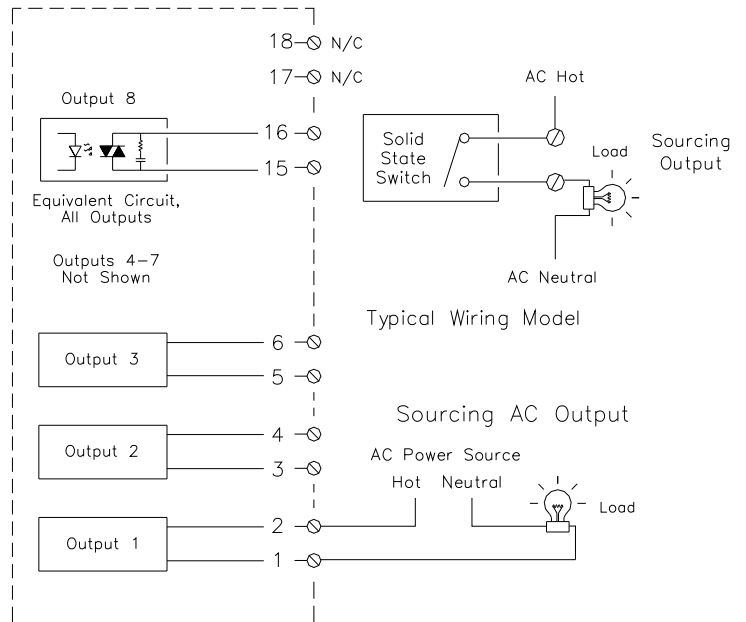 18 N/C
17 N/C
Output 8
16
15
Equivalent Circuit,
All Outputs
Outputs 4-7
Not Shown
AC Hot
Solid
State
Switch
Load
Sourcing
Output
AC Neutral
Typical Wiring Model
Output 3
6
5
Output 2
4
3
Output 1
2
1
Sourcing AC Output
AC Power Source
Hot Neutral
Load